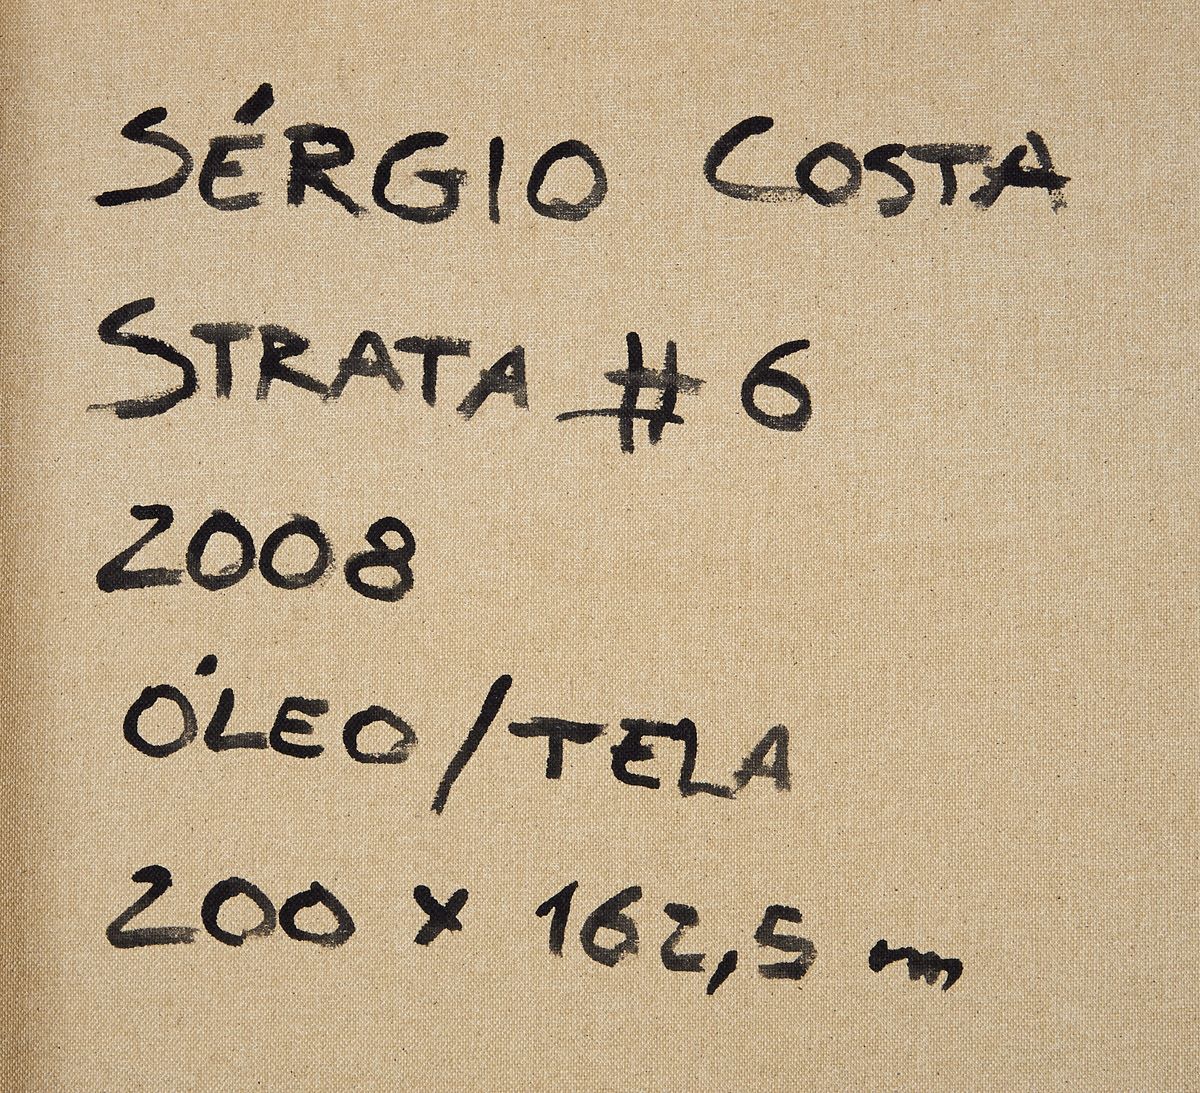 SÉRGIO COSTA
STRATA # 6
2008
ÓLEO/TELA
200 x 162,5 cm